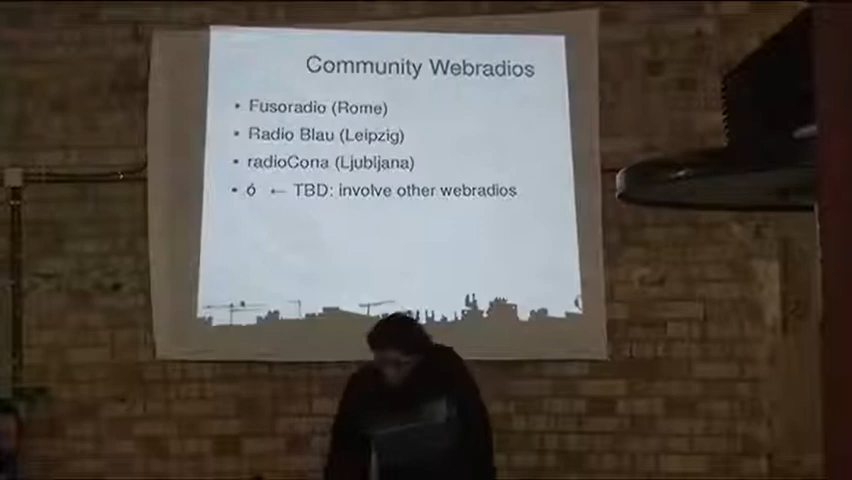 Community Webradios
• Fusoradio (Rome)
• Radio Blau (Leipzig)
• radioCona (Ljubljana)
• ó ← TBD: involve other webradios